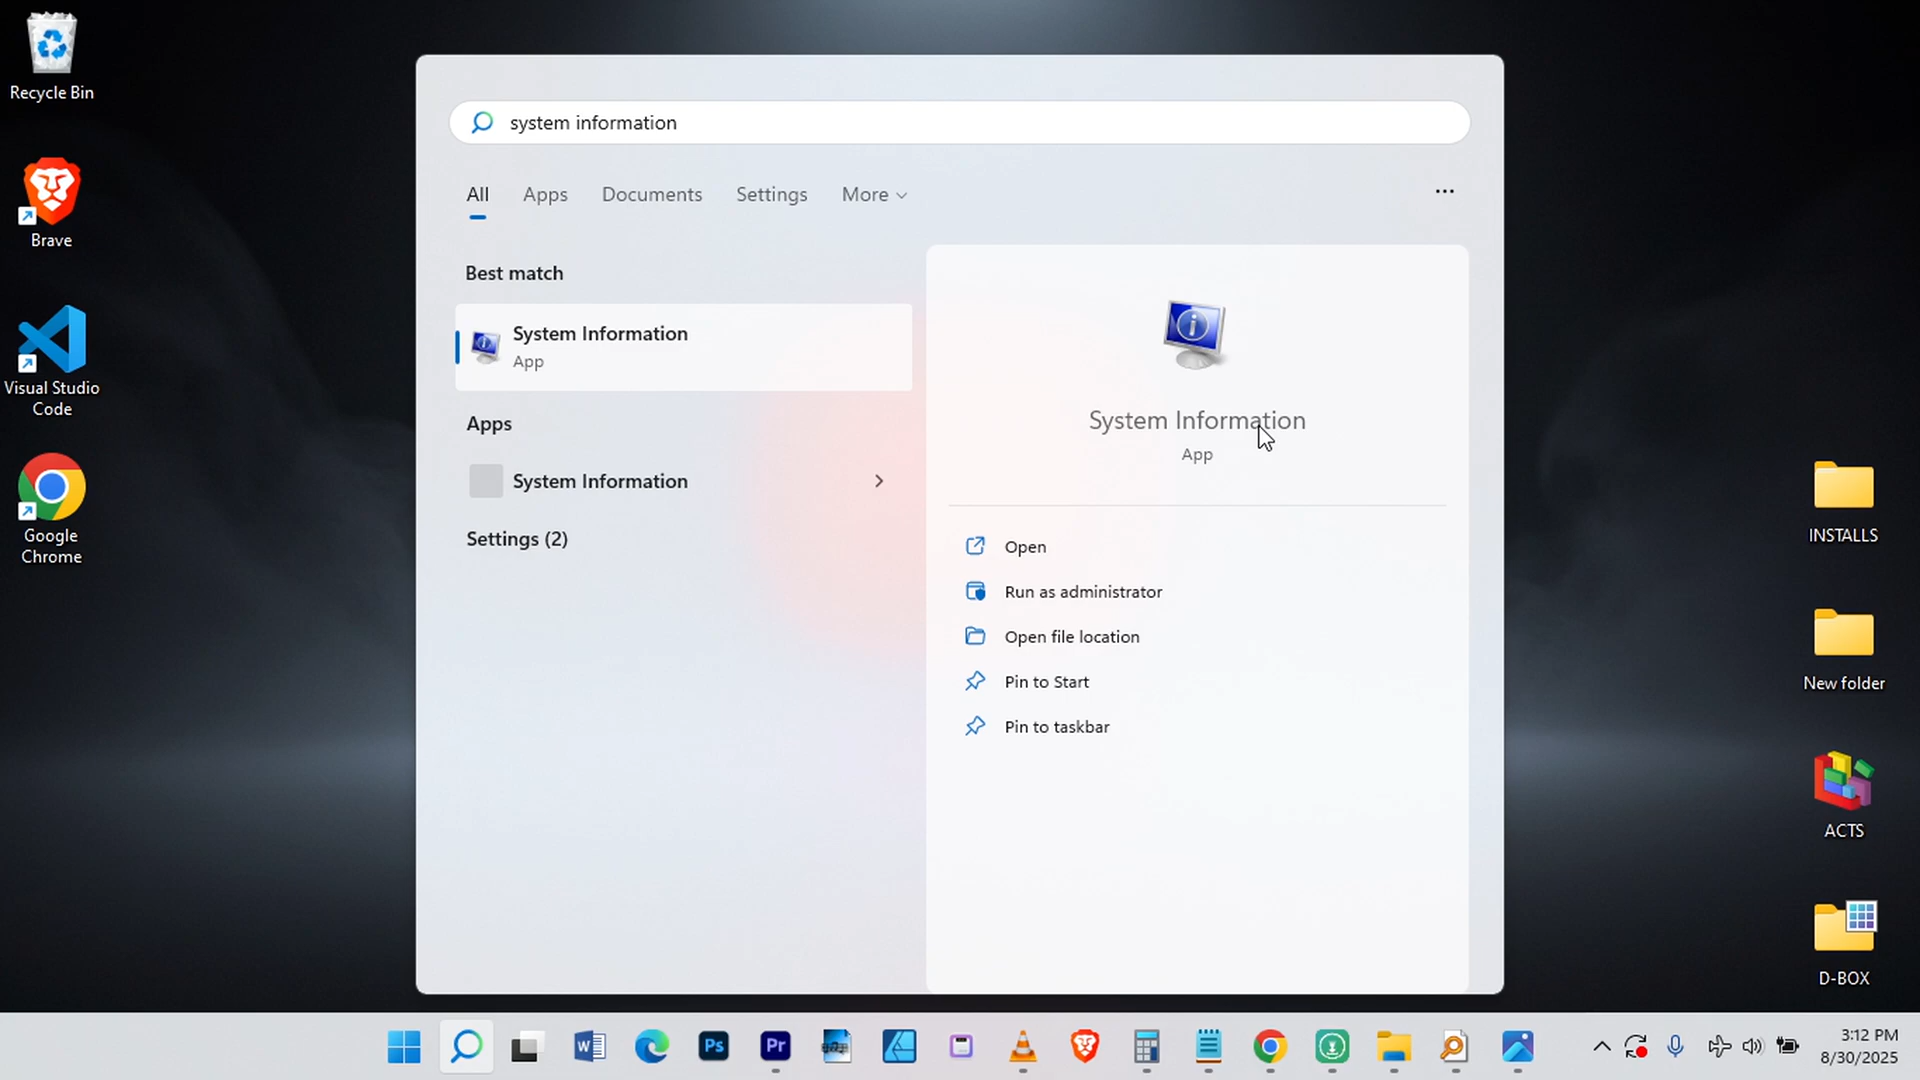 Recycle Bin
Brave
Visual Studio
Code
Google
Chrome
system information
All Apps Documents Settings More
Best match
System Information
App
Apps
System Information
Settings (2)
System Information
App
Open
Run as administrator
Open file location
Pin to Start
Pin to taskbar
INSTALLS
New folder
ACTS
D-BOX
Ps
Pr
3:12 PM
8/30/2025